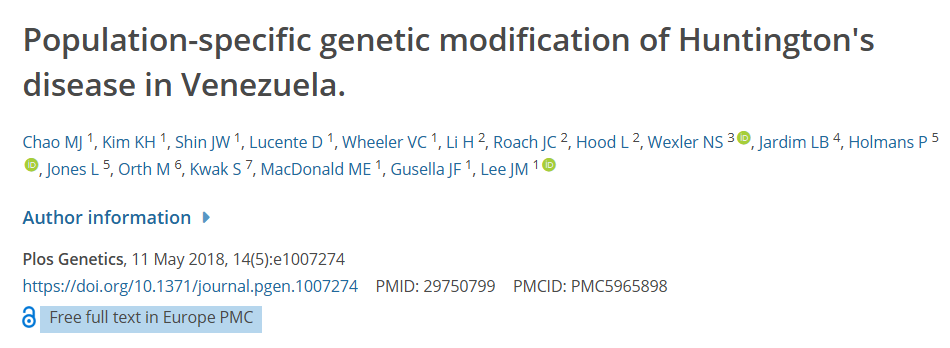 Population-specific genetic modification of Huntington's
disease in Venezuela.
Chao MJ 1, Kim KH 1, Shin JW 1, Lucente D 1, Wheeler VC 1, Li H 2, Roach JC 2, Hood L 2, Wexler NS 3 iD, Jardim LB 4, Holmans P 5
iD, Jones L 5, Orth M 6, Kwak S 7, MacDonald ME 1, Gusella JF 1, Lee JM 1 iD
Author information
Plos Genetics, 11 May 2018, 14(5):e1007274
https://doi.org/10.1371/journal.pgen.1007274 PMID: 29750799 PMCID: PMC5965898
Free full text in Europe PMC